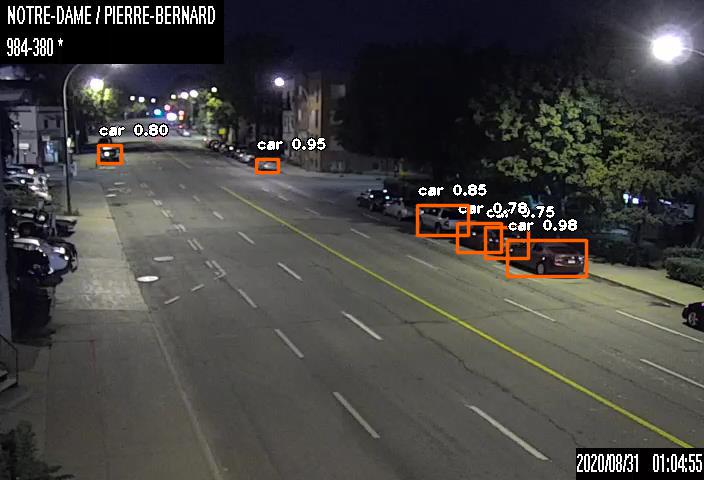 NOTRE-DAME / PIERRE-BERNARD
984-380 *
car 0.80
car 0.95
car 0.85
car 0.78
car 0.75
car 0.98
2020/08/31 01:04:55